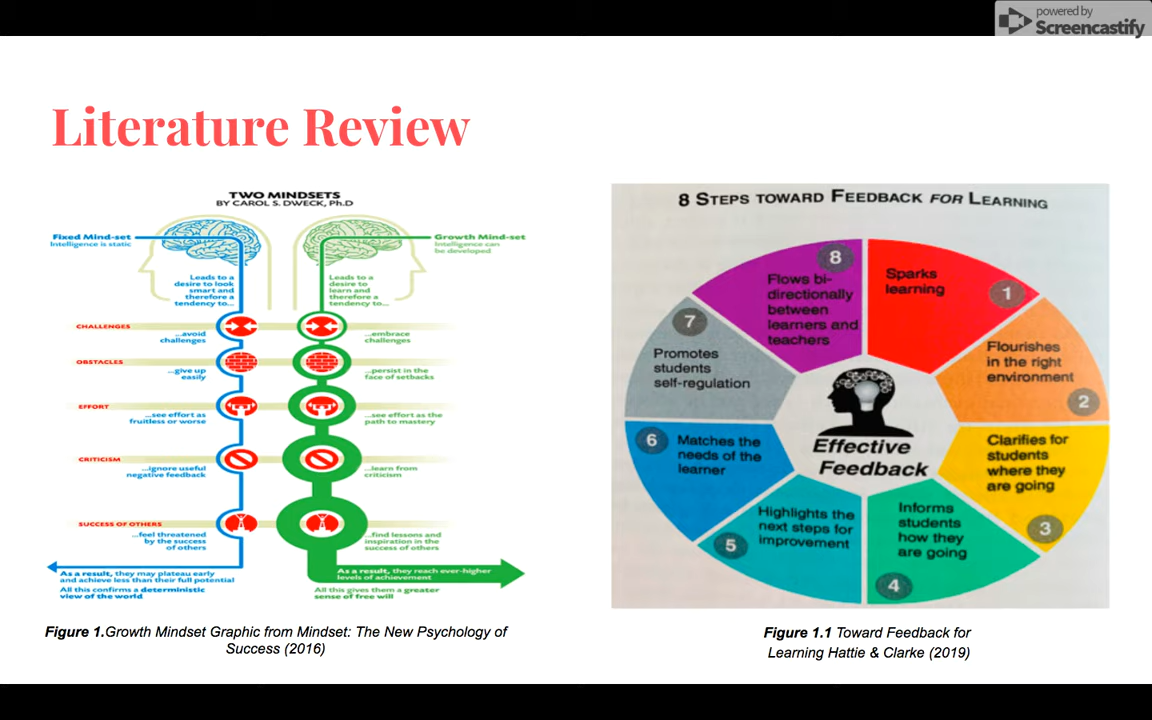 powered by
Screencastify
Literature Review
TWO MINDSETS
BY CAROL S. DWECK, Ph.D
Fixed Mind-set
Intelligence is static
Growth Mind-set
Intelligence can
be developed
Leads to a
desire to look
smart and
therefore a
tendency to...
Leads to a
desire to
learn and
therefore a
tendency to...
CHALLENGES
...avoid
challenges
...embrace
challenges
OBSTACLES
...give up
easily
...persist in the
face of setbacks
EFFORT
...see effort as
fruitless or worse
...see effort as the
path to mastery
CRITICISM
...ignore useful
negative feedback
...learn from
criticism
SUCCESS OF OTHERS
...feel threatened
by the success
of others
...find lessons and
inspiration in the
success of others
As a result, they may plateau early
and achieve less than their full potential
All this confirms a deterministic
view of the world
As a result, they reach ever-higher
levels of achievement
All this gives them a greater
sense of free will
Figure 1.Growth Mindset Graphic from Mindset: The New Psychology of
Success (2016)
8 STEPS TOWARD FEEDBACK FOR LEARNING
Sparks
learning
1
Flourishes
in the right
environment
2
Clarifies for
students
where they
are going
3
Informs
students
how they
are going
4
Highlights the
next steps for
improvement
5
6
Matches the
needs of the
learner
7
Promotes
students
self-regulation
8
Flows bi-
directionally
between
learners and
teachers
Effective
Feedback
Figure 1.1 Toward Feedback for
Learning Hattie & Clarke (2019)